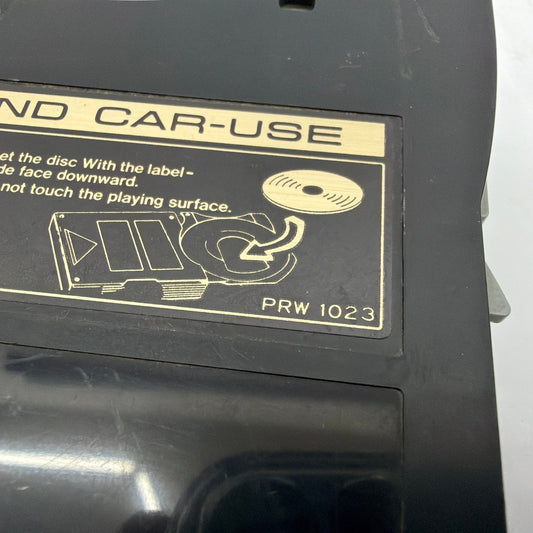 ND CAR-USE
et the disc With the label-
de face downward.
not touch the playing surface.
PRW 1023